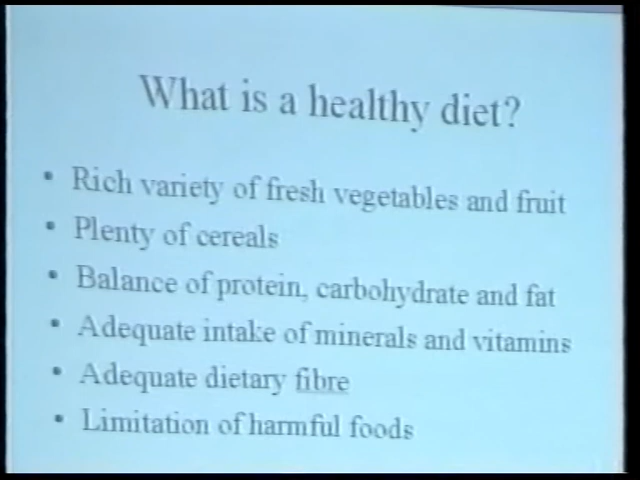 What is a healthy diet?
• Rich variety of fresh vegetables and fruit
• Plenty of cereals
• Balance of protein, carbohydrate and fat
• Adequate intake of minerals and vitamins
• Adequate dietary fibre
• Limitation of harmful foods